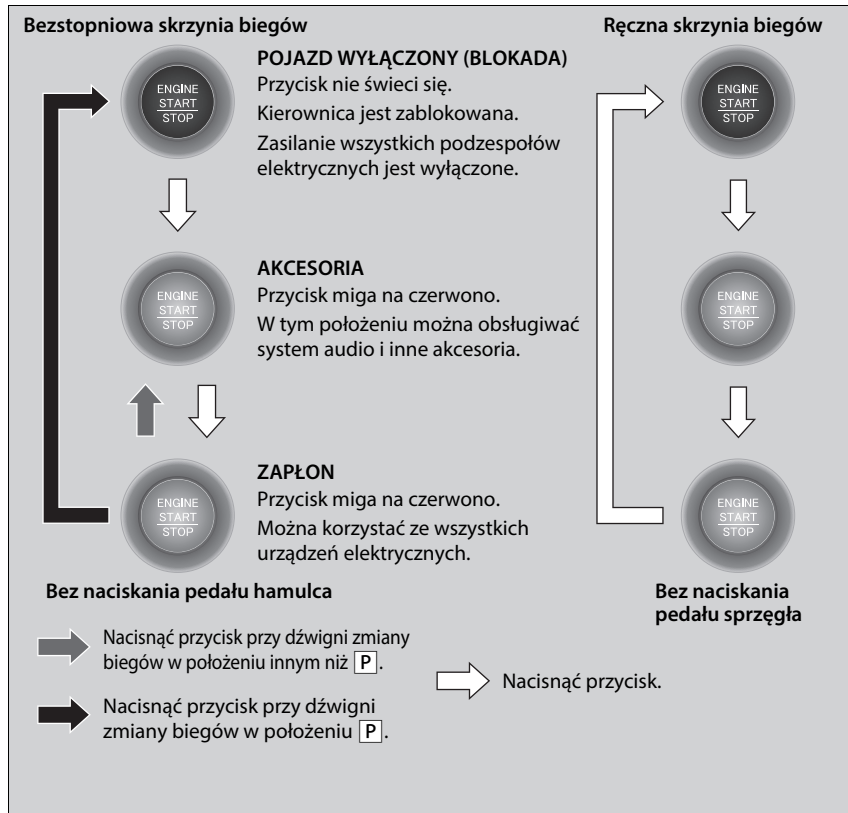 Bezstopniowa skrzynia biegów
Ręczna skrzynia biegów
ENGINE
START
STOP
POJAZD WYŁĄCZONY (BLOKADA)
Przycisk nie świeci się.
Kierownica jest zablokowana.
Zasilanie wszystkich podzespołów
elektrycznych jest wyłączone.
ENGINE
START
STOP
ENGINE
START
STOP
AKCESORIA
Przycisk miga na czerwono.
W tym położeniu można obsługiwać
system audio i inne akcesoria.
ENGINE
START
STOP
ENGINE
START
STOP
ZAPŁON
Przycisk miga na czerwono.
Można korzystać ze wszystkich
urządzeń elektrycznych.
ENGINE
START
STOP
Bez naciskania pedału hamulca
Bez naciskania
pedału sprzęgła
Nacisnąć przycisk przy dźwigni zmiany
biegów w położeniu innym niż P.
Nacisnąć przycisk.
Nacisnąć przycisk przy dźwigni
zmiany biegów w położeniu P.